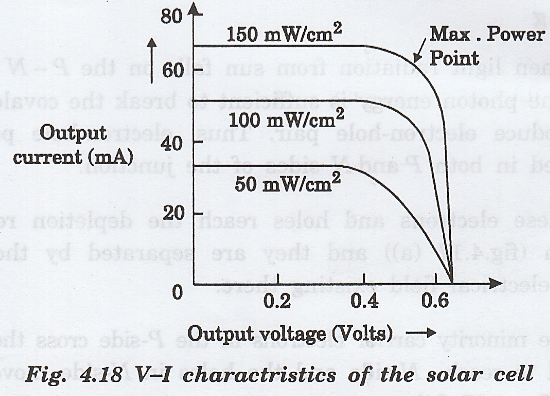 80
150 mW/cm²
Max . Power
Point
60
100 mW/cm²
Output
current (mA)
40
50 mW/cm²
20
0
0.2
0.4
0.6
Output voltage (Volts)
Fig. 4.18 V–I charactristics of the solar cell